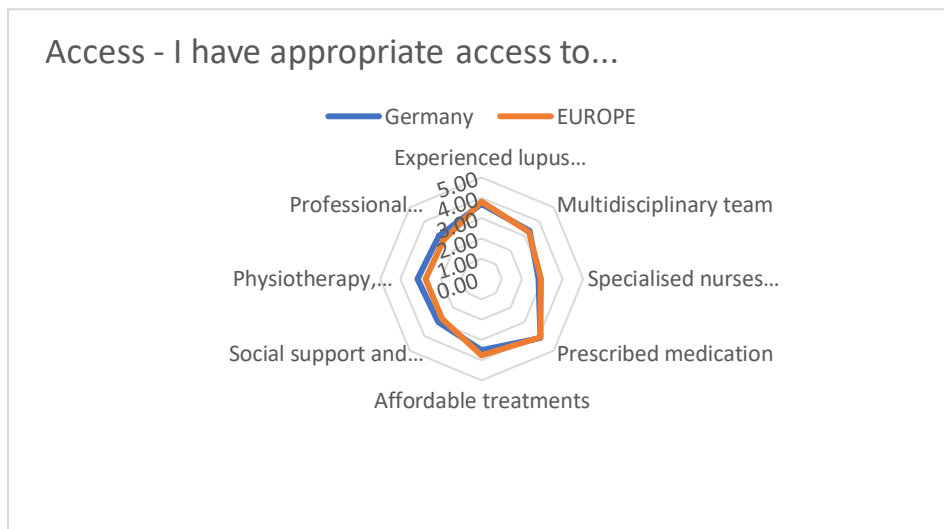 Access - I have appropriate access to...
Germany EUROPE
Experienced lupus...
5.00
4.00
3.00
2.00
1.00
0.00
Professional...
Multidisciplinary team
Physiotherapy,...
Specialised nurses...
Social support and...
Prescribed medication
Affordable treatments